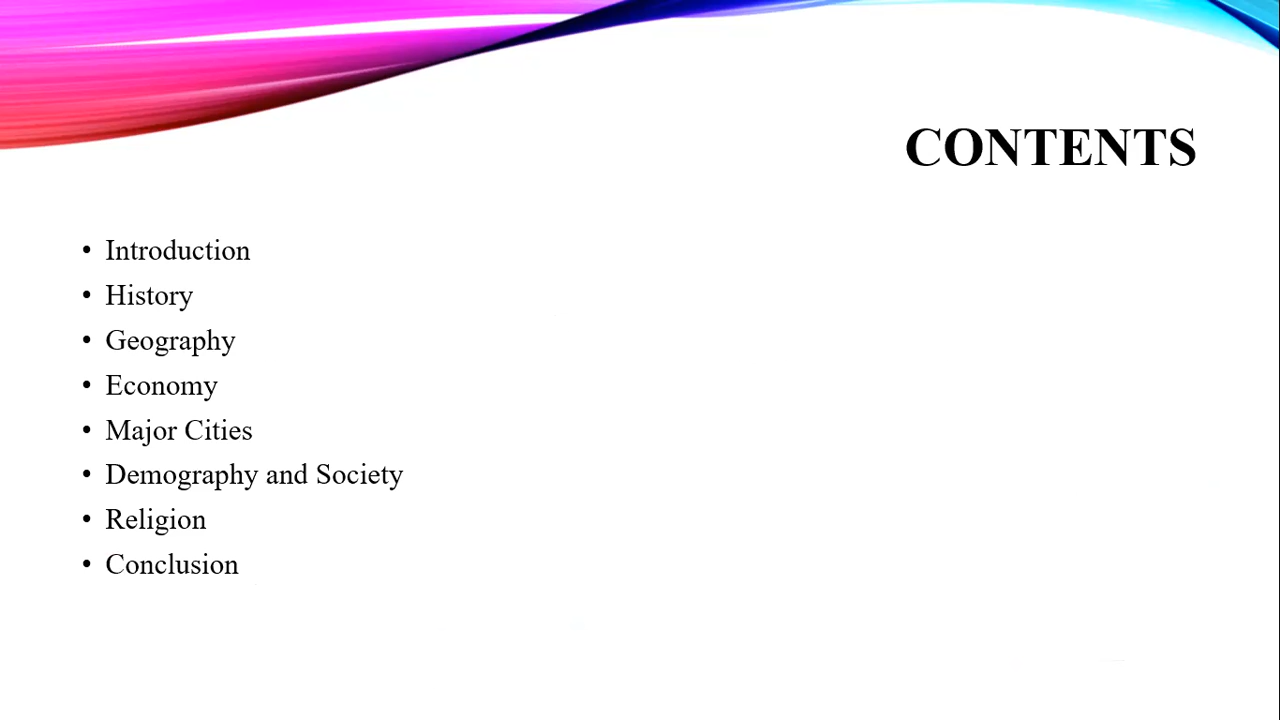 CONTENTS
• Introduction
• History
• Geography
• Economy
• Major Cities
• Demography and Society
• Religion
• Conclusion